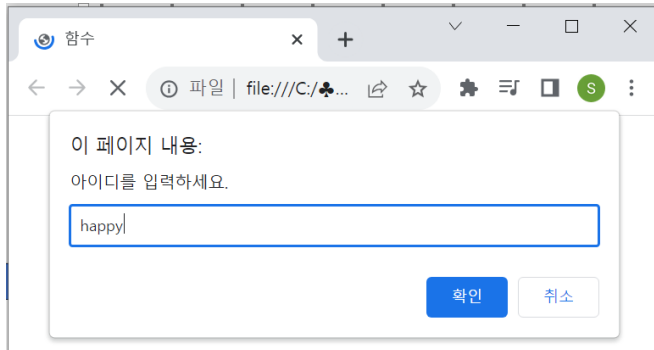 함수
파일 | file:///C:/♣...
S
이 페이지 내용:
아이디를 입력하세요.
happy
확인 취소